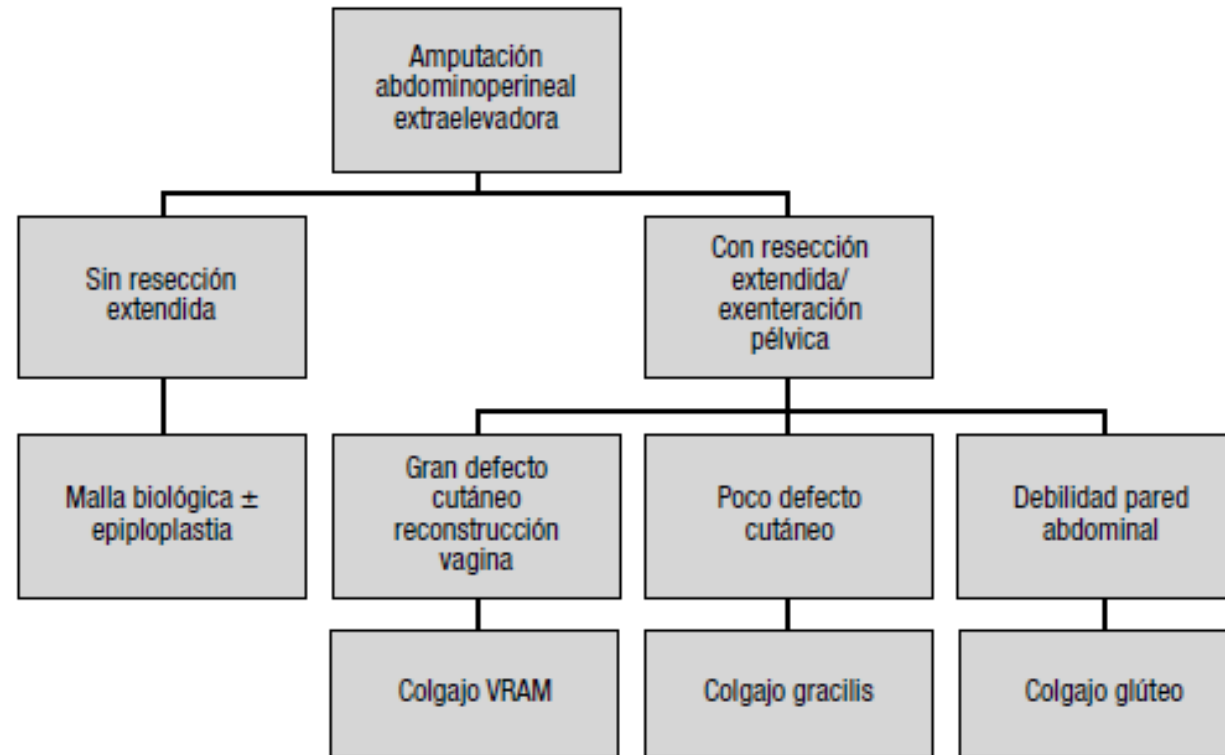 Amputación
abdominoperineal
extraelevadora
Sin resección
extendida
Con resección
extendida/
exenteración
pélvica
Malla biológica ±
epiploplastia
Gran defecto
cutáneo
reconstrucción
vagina
Poco defecto
cutáneo
Debilidad pared
abdominal
Colgajo VRAM
Colgajo gracilis
Colgajo glúteo